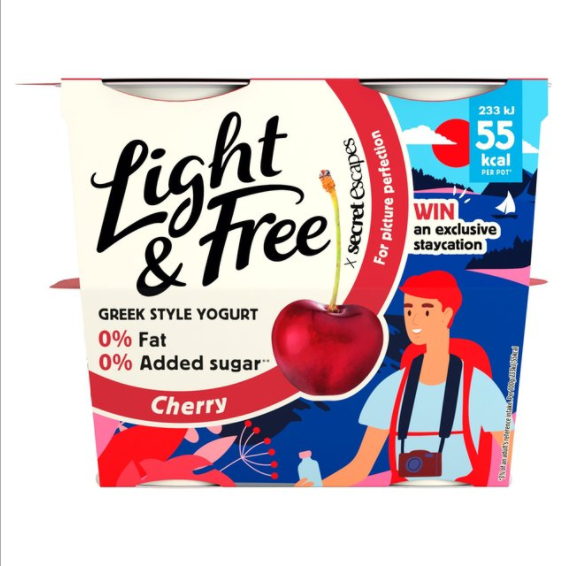 Light
& Free
x secret escapes
For picture perfection
GREEK STYLE YOGURT
0% Fat
0% Added sugar**
Cherry
233 kJ
55
kcal
PER POT*
WIN
an exclusive
staycation